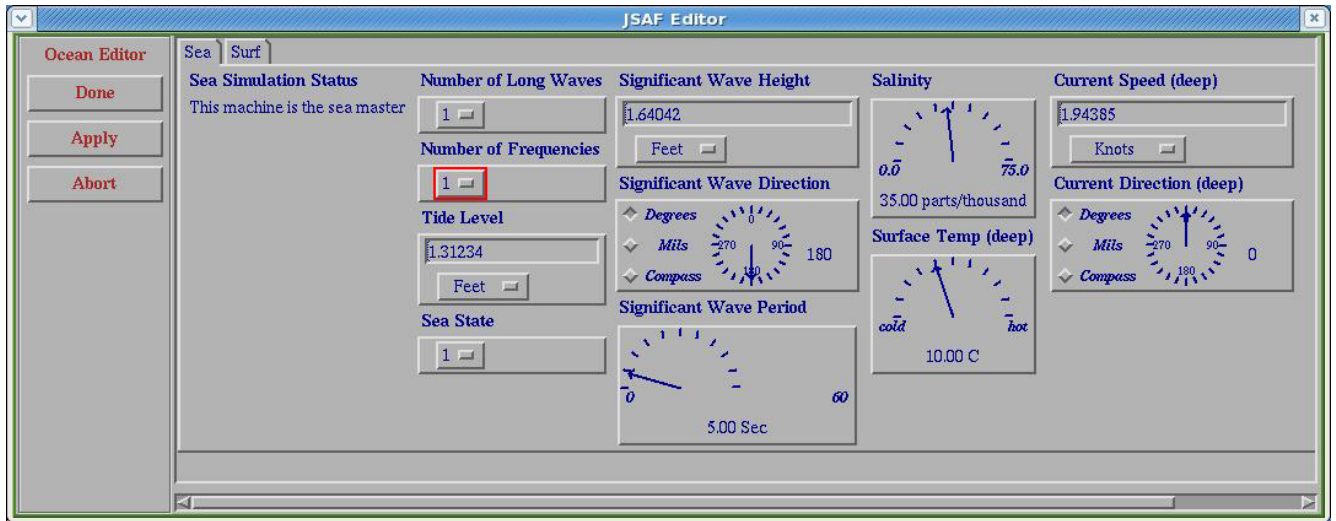 JSAF Editor
Ocean Editor
Done
Apply
Abort
Sea
Surf
Sea Simulation Status
This machine is the sea master
Number of Long Waves
1
Number of Frequencies
1
Tide Level
1.31234
Feet
Sea State
1
Significant Wave Height
1.64042
Feet
Significant Wave Direction
Degrees
Mils
Compass
0
270 90
180
180
Significant Wave Period
0 60
5.00 Sec
Salinity
0.0 75.0
35.00 parts/thousand
Surface Temp (deep)
cold hot
10.00 C
Current Speed (deep)
1.94385
Knots
Current Direction (deep)
Degrees
Mils
Compass
270 90
180
0